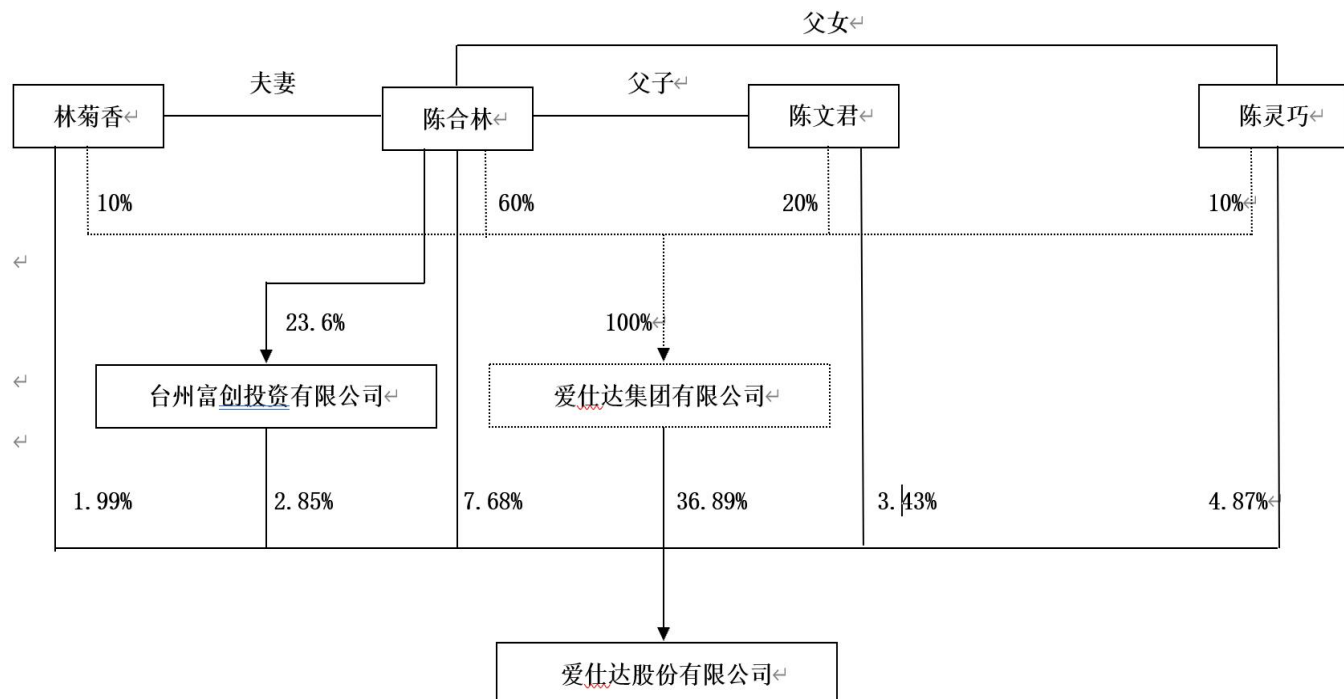 父女
夫妻
父子
林菊香
陈合林
陈文君
陈灵巧
10%
60%
20%
10%
23.6%
100%
台州富创投资有限公司
爱仕达集团有限公司
1.99%
2.85%
7.68%
36.89%
3.43%
4.87%
爱仕达股份有限公司